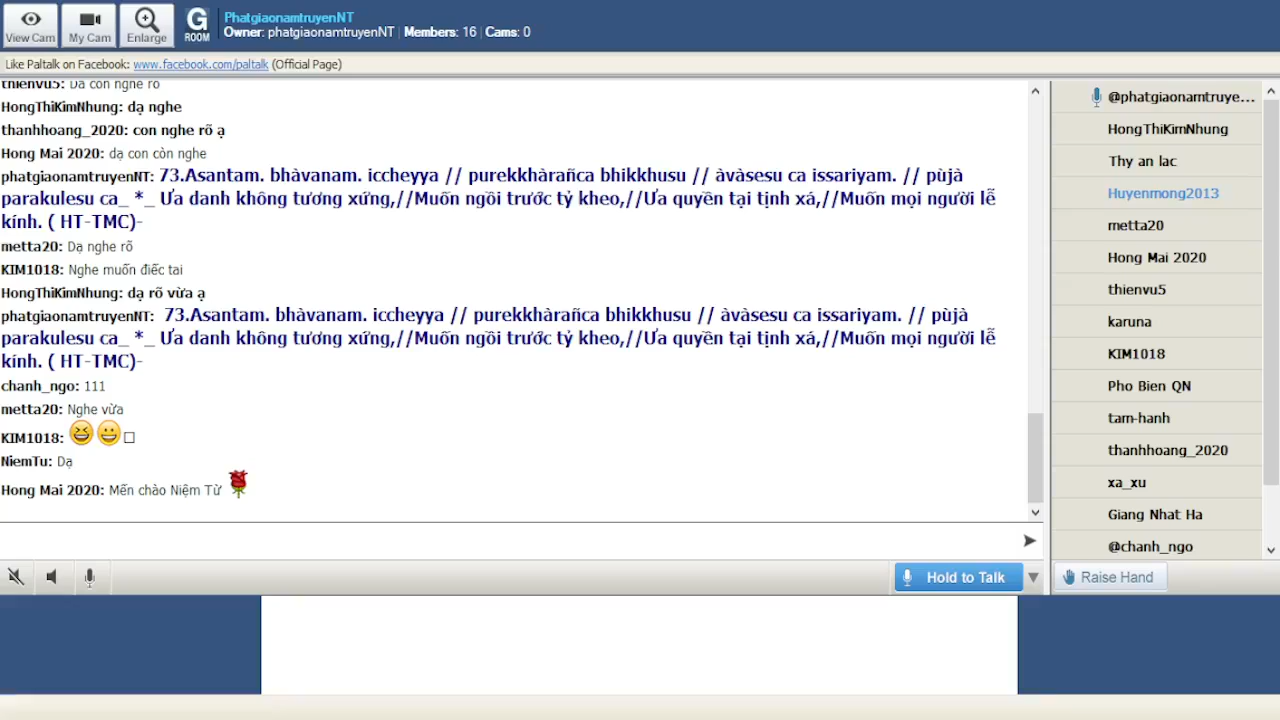 View Cam
My Cam
Enlarge
G
ROOM
PhatgiaonamtruyenNT
Owner: phatgiaonamtruyenNT | Members: 16 | Cams: 0
Like Paltalk on Facebook: www.facebook.com/paltalk (Official Page)
thienvu5: Dạ con nghe rõ
HongThiKimNhung: dạ nghe
thanhhoang_2020: con nghe rõ ạ
Hong Mai 2020: dạ con còn nghe
phatgiaonamtruyenNT: 73.Asantam. bhàvanam. iccheyya // purekkhàrañca bhikkhusu // àvàsesu ca issariyam. // pùjà
parakulesu ca_ *_ Ưa danh không tương xứng,//Muốn ngồi trước tỷ kheo,//Ưa quyền tại tịnh xá,//Muốn mọi người lễ
kính. ( HT-TMC)-
metta20: Dạ nghe rõ
KIM1018: Nghe muốn điếc tai
HongThiKimNhung: dạ rõ vừa ạ
phatgiaonamtruyenNT: 73.Asantam. bhàvanam. iccheyya // purekkhàrañca bhikkhusu // àvàsesu ca issariyam. // pùjà
parakulesu ca_ *_ Ưa danh không tương xứng,//Muốn ngồi trước tỷ kheo,//Ưa quyền tại tịnh xá,//Muốn mọi người lễ
kính. ( HT-TMC)-
chanh_ngo: 111
metta20: Nghe vừa
KIM1018:
NiemTu: Dạ
Hong Mai 2020: Mến chào Niệm Từ
Hold to Talk
@phatgiaonamtruye...
HongThiKimNhung
Thy an lac
Huyenmong2013
metta20
Hong Mai 2020
thienvu5
karuna
KIM1018
Pho Bien QN
tam-hanh
thanhhoang_2020
xa_xu
Giang Nhat Ha
@chanh_ngo
Raise Hand